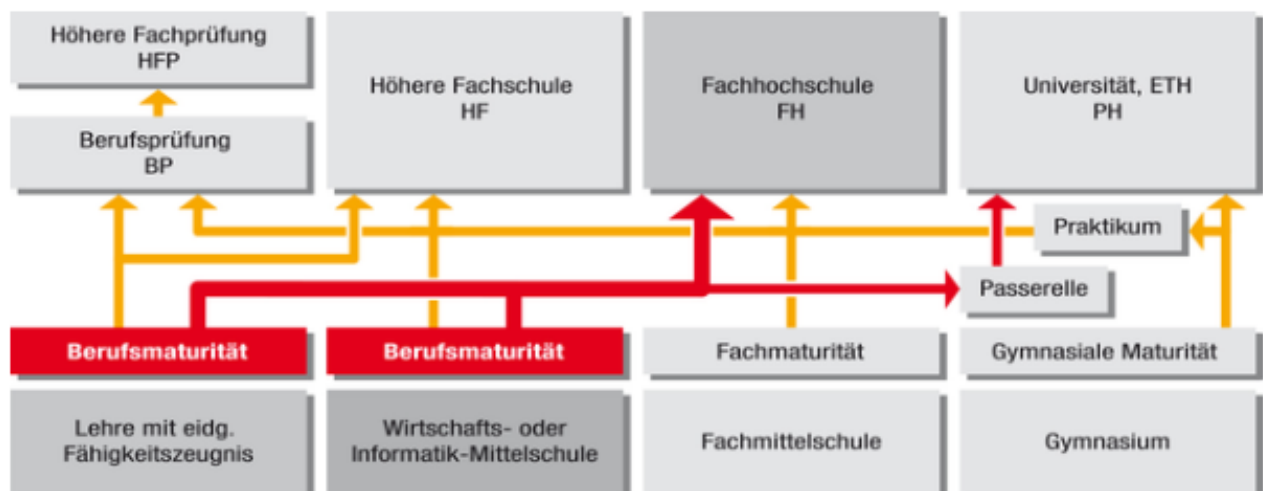 Höhere Fachprüfung
HFP
Berufsprüfung
BP
Höhere Fachschule
HF
Fachhochschule
FH
Universität, ETH
PH
Praktikum
Passerelle
Berufsmaturität
Berufsmaturität
Fachmaturität
Gymnasiale Maturität
Lehre mit eidg.
Fähigkeitszeugnis
Wirtschafts- oder
Informatik-Mittelschule
Fachmittelschule
Gymnasium